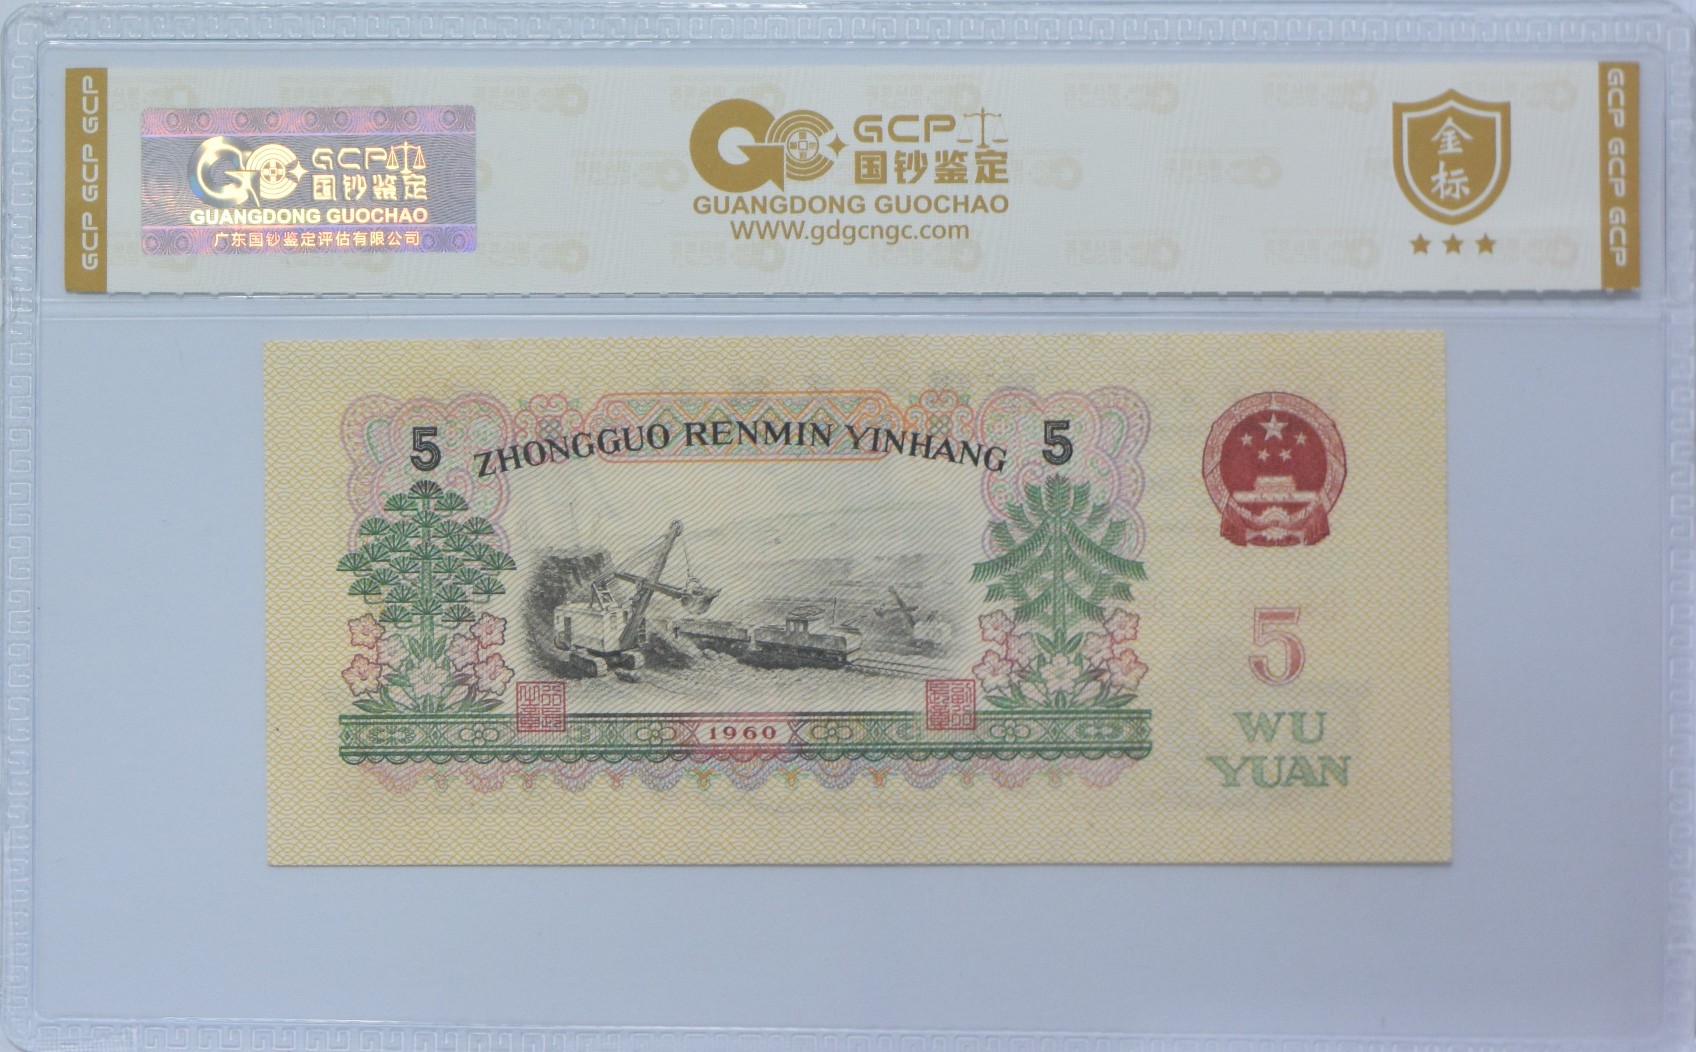 GCP GCP GCP
GCP 国钞鉴定
GUANGDONG GUOCHAO
广东国钞鉴定评估有限公司
GCP
国钞鉴定
GUANGDONG GUOCHAO
WWW.gdgcngc.com
金
标
GCP GCP GCP
5
ZHONGGUO RENMIN YINHANG
5
5
WU
YUAN
1960